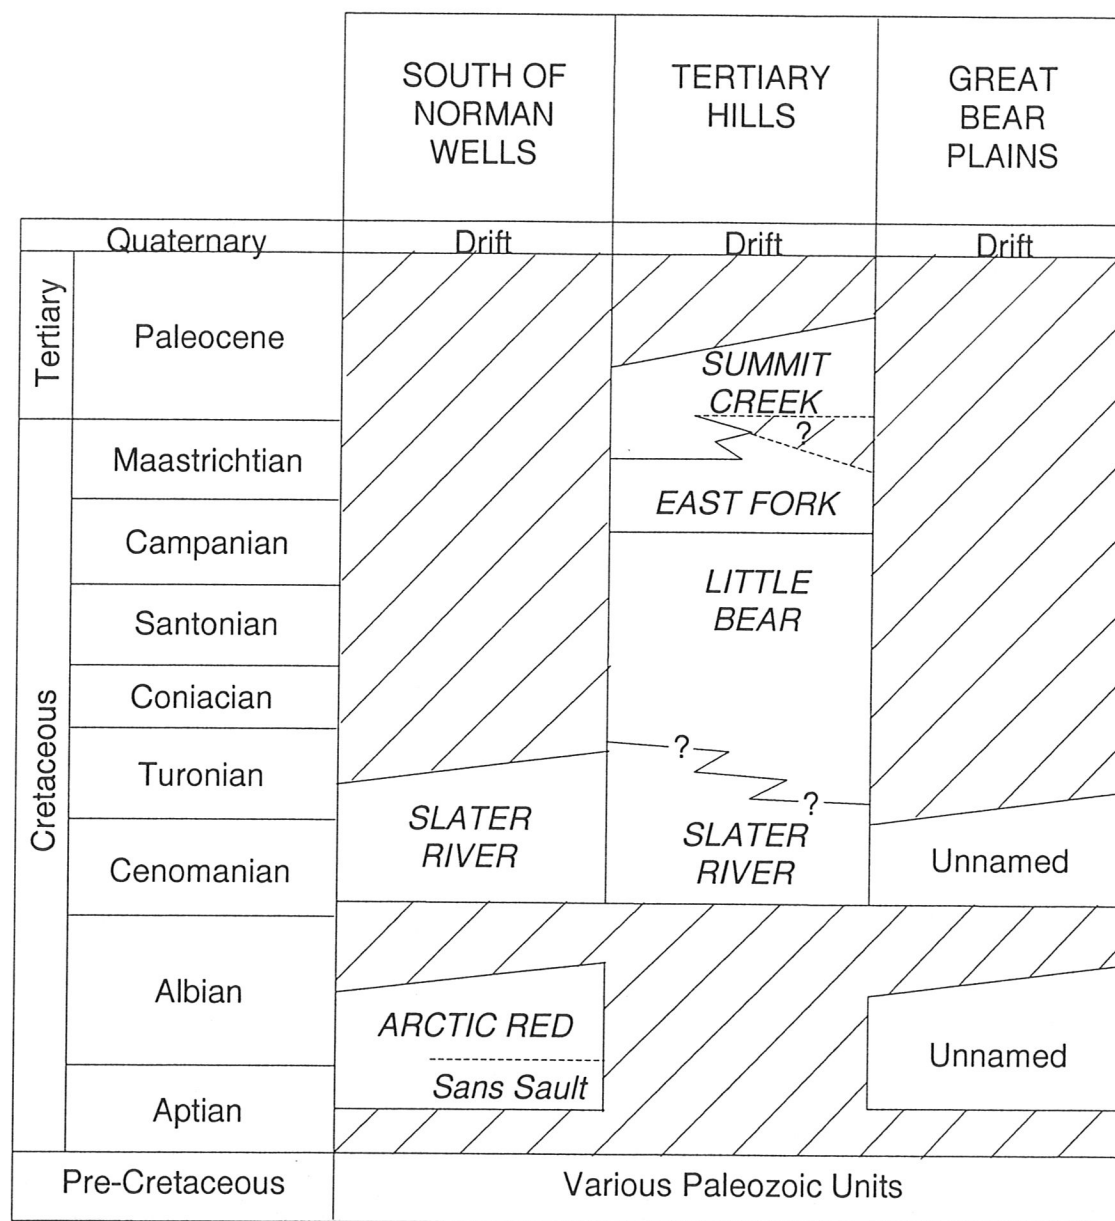 SOUTH OF
NORMAN
WELLS
TERTIARY
HILLS
GREAT
BEAR
PLAINS
Quaternary
Drift
Drift
Drift
Tertiary
Paleocene
SUMMIT
CREEK
?
Cretaceous
Maastrichtian
EAST FORK
Campanian
LITTLE
BEAR
Santonian
Coniacian
Turonian
?
?
SLATER
RIVER
SLATER
RIVER
Cenomanian
Unnamed
Albian
ARCTIC RED
Unnamed
Sans Sault
Aptian
Pre-Cretaceous
Various Paleozoic Units